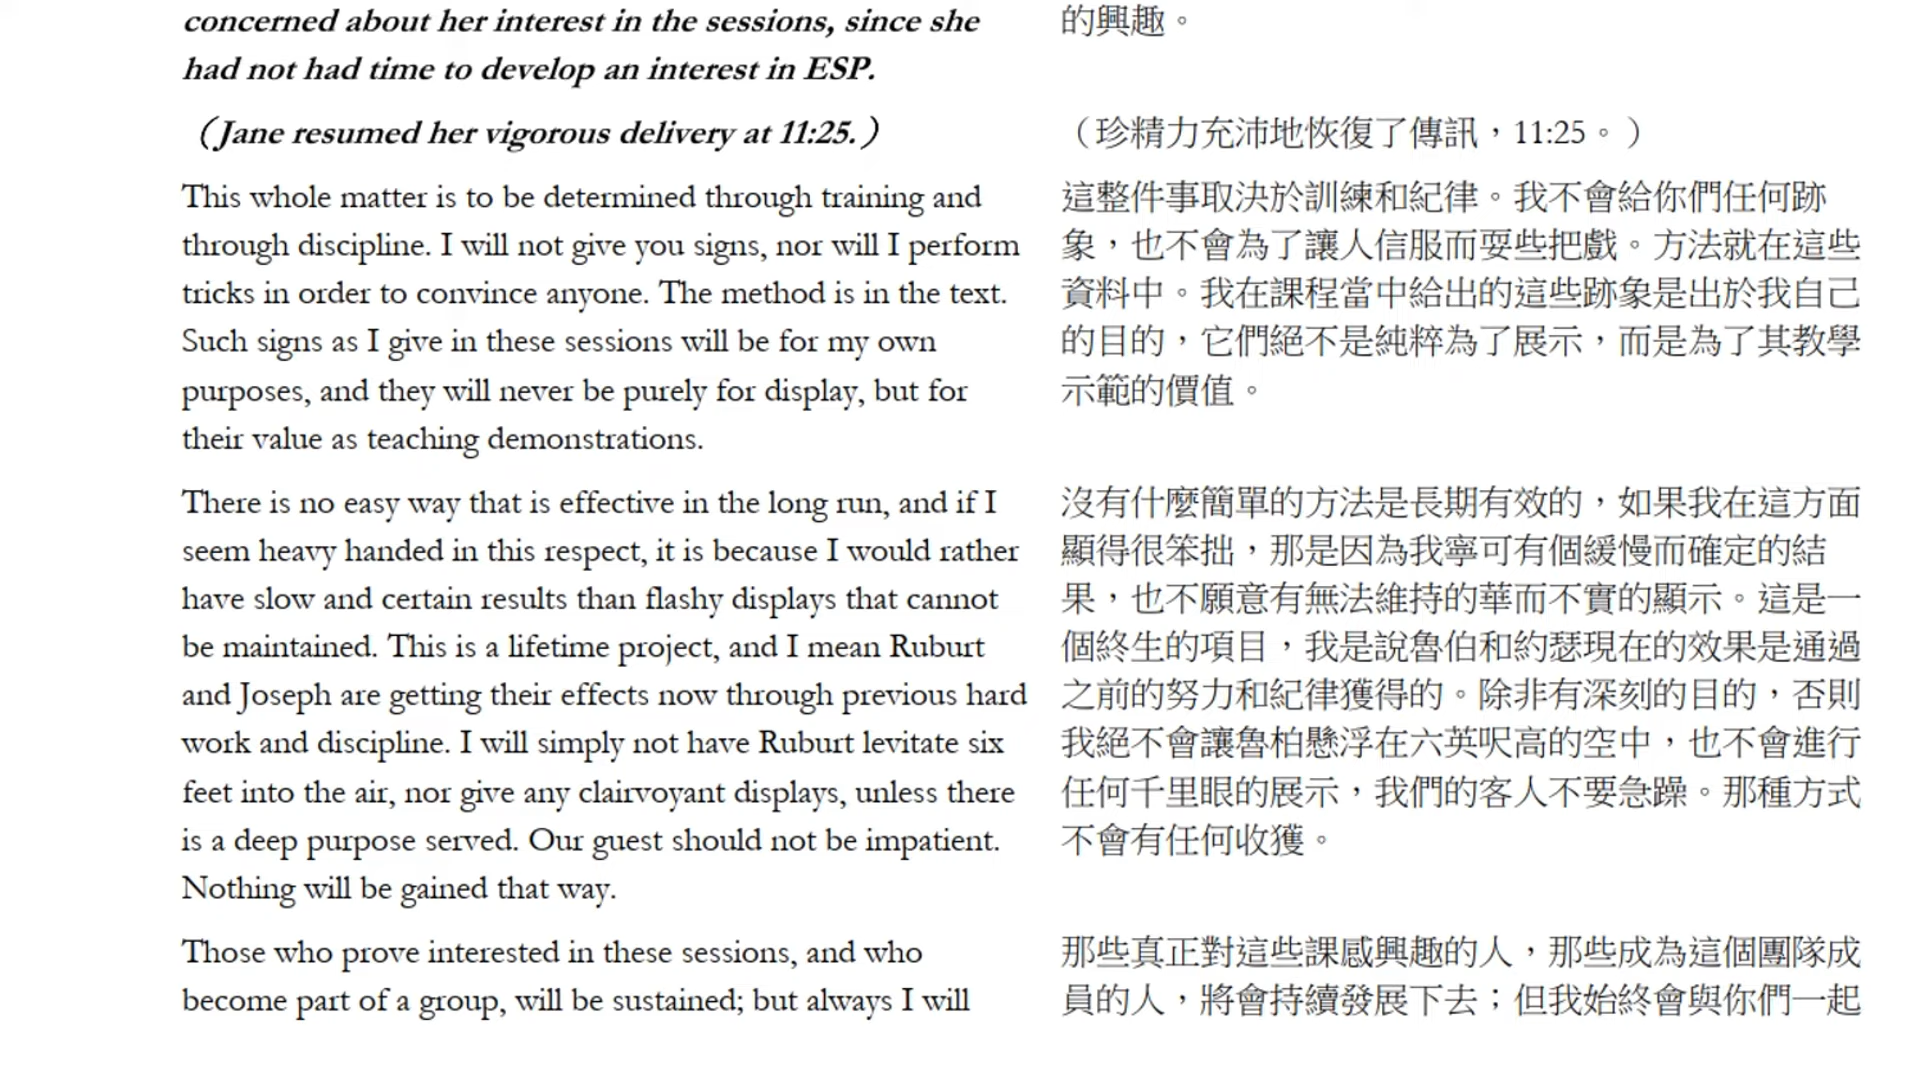 concerned about her interest in the sessions, since she
had not had time to develop an interest in ESP.
（Jane resumed her vigorous delivery at 11:25.）
This whole matter is to be determined through training and
through discipline. I will not give you signs, nor will I perform
tricks in order to convince anyone. The method is in the text.
Such signs as I give in these sessions will be for my own
purposes, and they will never be purely for display, but for
their value as teaching demonstrations.
There is no easy way that is effective in the long run, and if I
seem heavy handed in this respect, it is because I would rather
have slow and certain results than flashy displays that cannot
be maintained. This is a lifetime project, and I mean Ruburt
and Joseph are getting their effects now through previous hard
work and discipline. I will simply not have Ruburt levitate six
feet into the air, nor give any clairvoyant displays, unless there
is a deep purpose served. Our guest should not be impatient.
Nothing will be gained that way.
Those who prove interested in these sessions, and who
become part of a group, will be sustained; but always I will
的興趣。
（珍精力充沛地恢復了傳訊，11:25。）
這整件事取決於訓練和紀律。我不會給你們任何跡
象，也不會為了讓人信服而耍些把戲。方法就在這些
資料中。我在課程當中給出的這些跡象是出於我自己
的目的，它們絕不是純粹為了展示，而是為了其教學
示範的價值。
沒有什麼簡單的方法是長期有效的，如果我在這方面
顯得很笨拙，那是因為我寧可有個緩慢而確定的結
果，也不願意有無法維持的華而不實的顯示。這是一
個終生的項目，我是說魯伯和約瑟現在的效果是通過
之前的努力和紀律獲得的。除非有深刻的目的，否則
我絕不會讓魯柏懸浮在六英呎高的空中，也不會進行
任何千里眼的展示，我們的客人不要急躁。那種方式
不會有任何收獲。
那些真正對這些課感興趣的人，那些成為這個團隊成
員的人，將會持續發展下去；但我始終會與你們一起